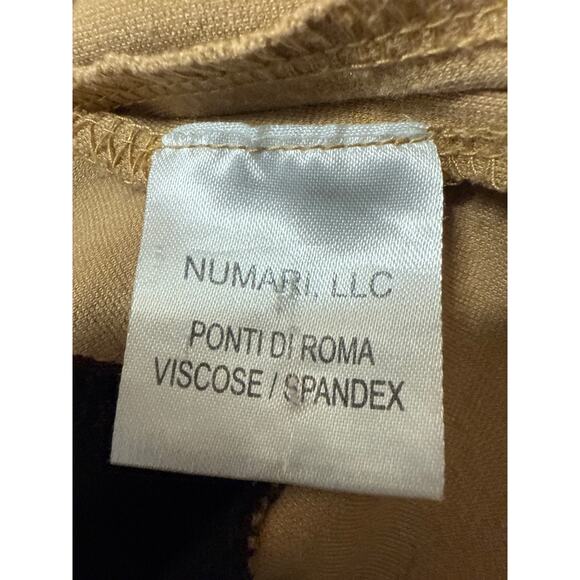 NUMARI, LLC
PONTI DI ROMA
VISCOSE / SPANDEX